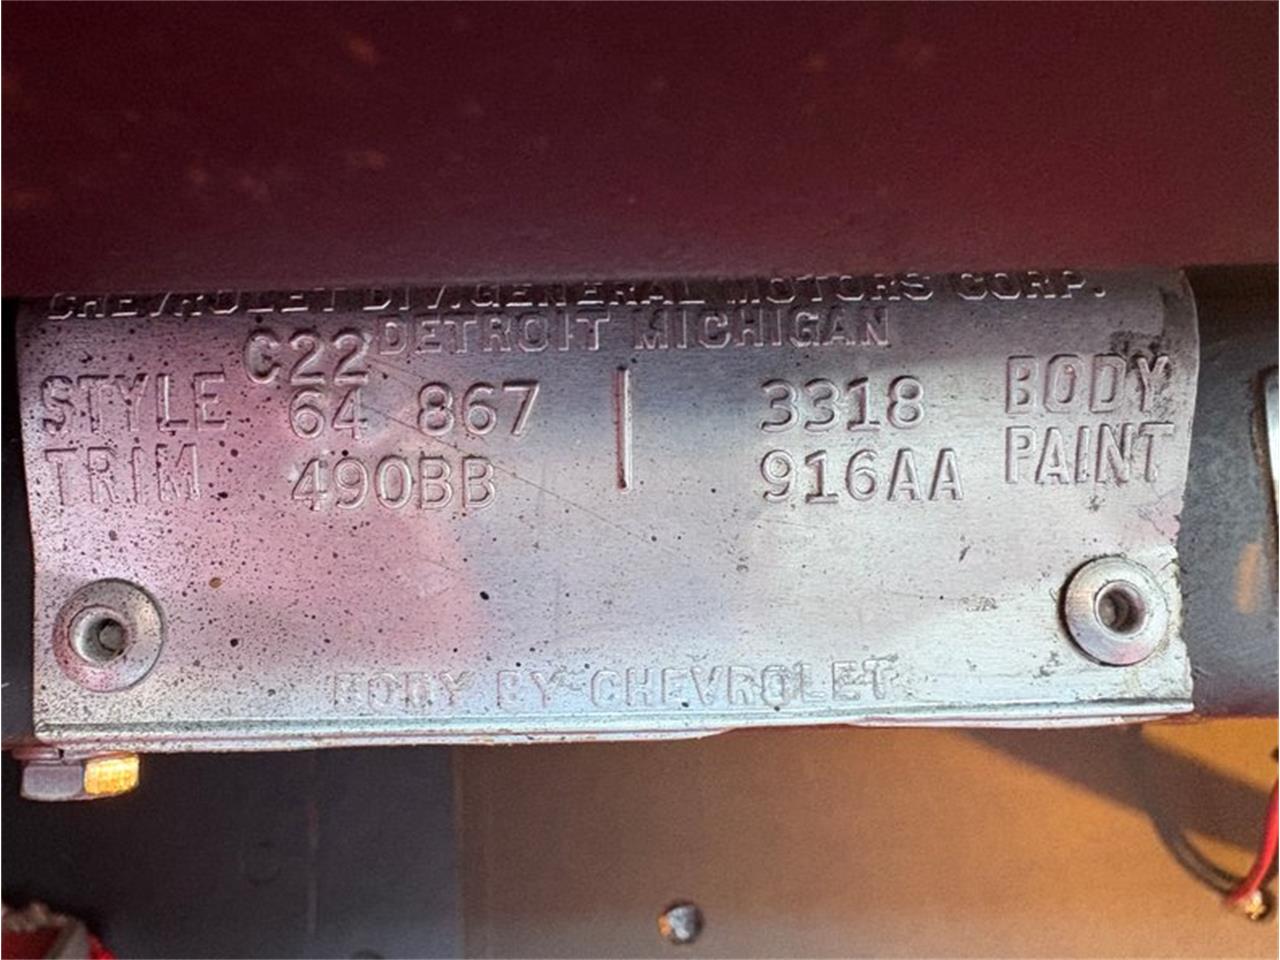 CHEVROLET DIV. GENERAL MOTORS CORP.
DETROIT MICHIGAN
C22
STYLE 64 867 | 3318 BODY
TRIM 490BB | 916AA PAINT
BODY BY CHEVROLET